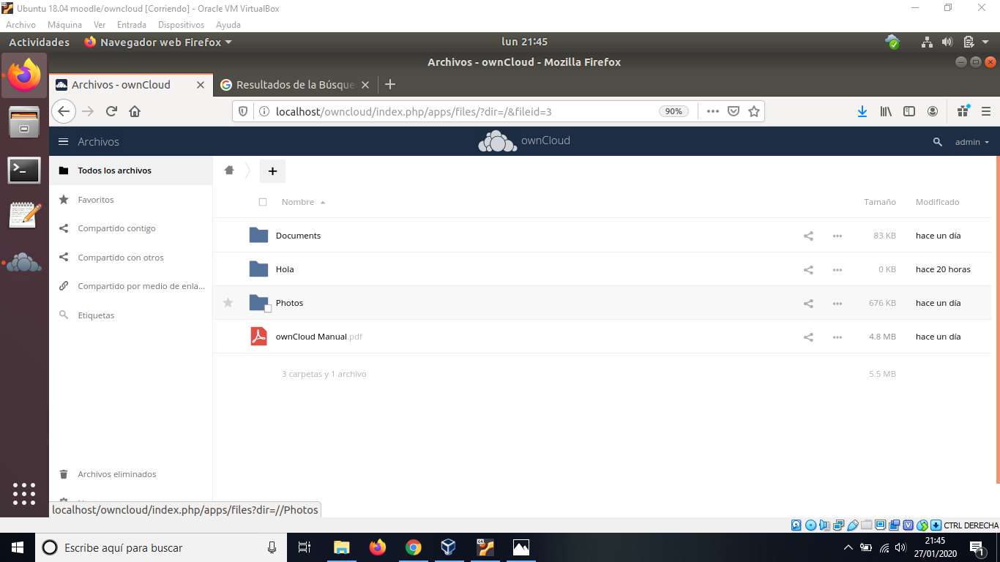 Ubuntu 18.04 moodle/owncloud [Corriendo] - Oracle VM VirtualBox
Archivo Máquina Ver Entrada Dispositivos Ayuda
Actividades Navegador web Firefox lun 21:45
Archivos - ownCloud - Mozilla Firefox
Archivos - ownCloud Resultados de la Búsque
localhost/owncloud/index.php/apps/files/?dir=/&fileid=3 90%
Archivos ownCloud admin
Todos los archivos
Favoritos
Compartido contigo
Compartido con otros
Compartido por medio de enla...
Etiquetas
Archivos eliminados
Nombre Tamaño Modificado
Documents 83 KB hace un día
Hola 0 KB hace 20 horas
Photos 676 KB hace un día
ownCloud Manual.pdf 4.8 MB hace un día
3 carpetas y 1 archivo 5.5 MB
localhost/owncloud/index.php/apps/files?dir=//Photos
CTRL DERECHA
Escribe aquí para buscar
21:45
27/01/2020
1